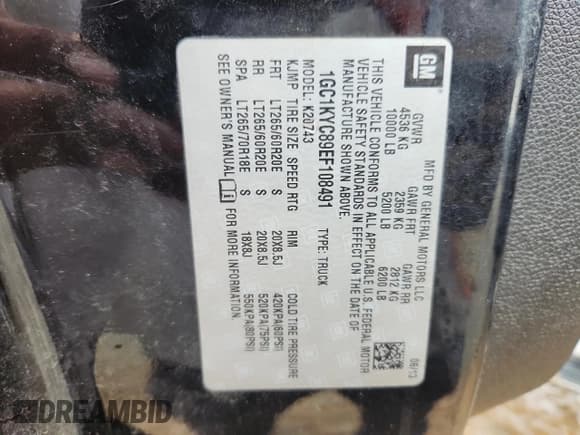 GM
MFD BY GENERAL MOTORS LLC
06/13
GVWR GAWR FRT GAWR RR
4536 KG 2359 KG 2812 KG
10000 LB 5200 LB 6200 LB
THIS VEHICLE CONFORMS TO ALL APPLICABLE U.S. FEDERAL MOTOR
VEHICLE SAFETY STANDARDS IN EFFECT ON THE DATE OF
MANUFACTURE SHOWN ABOVE.
1GC1KYC89EF108491 TYPE: TRUCK
MODEL: K20743
KJMP TIRE SIZE SPEED RTG RIM COLD TIRE PRESSURE
FRT LT265/60R20E S 20X8.5J 420KPA(60PSI)
RR LT265/60R20E S 20X8.5J 520KPA(75PSI)
SPA LT265/70R18E S 18X8J 550KPA(80PSI)
SEE OWNER'S MANUAL FOR MORE INFORMATION.
DREAMBID